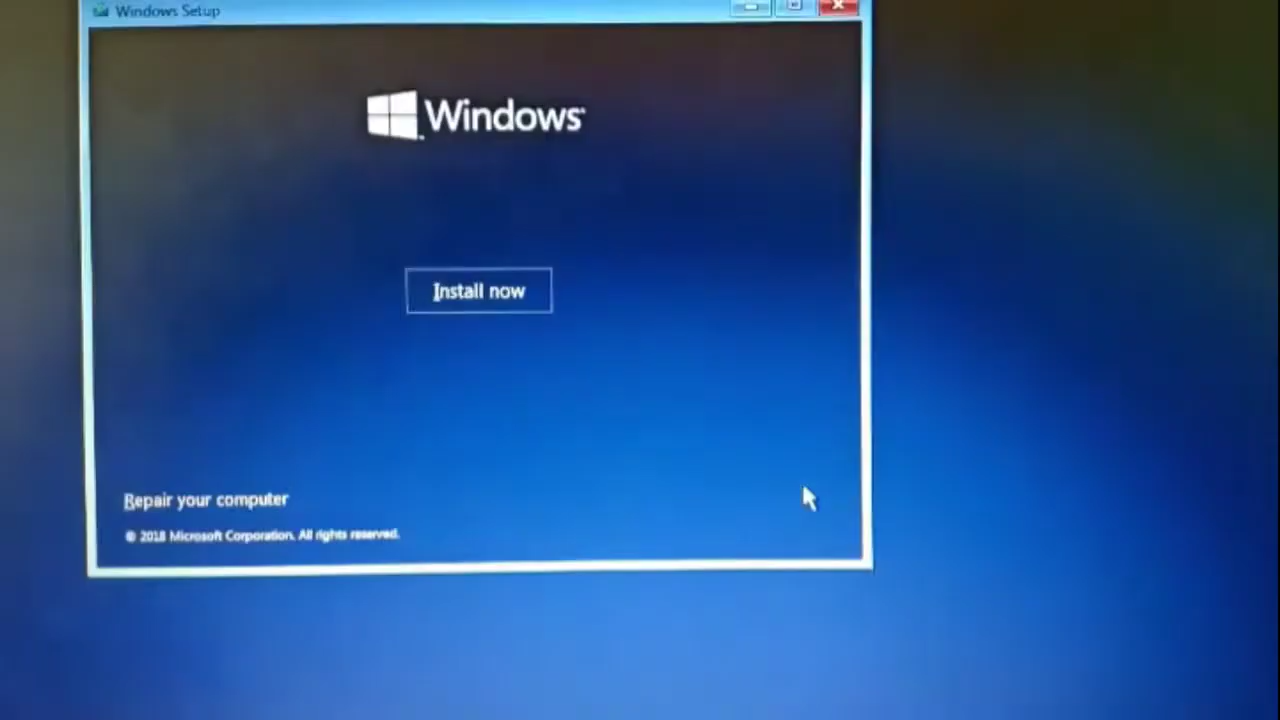 Windows Setup
Windows
Install now
Repair your computer
© 2018 Microsoft Corporation. All rights reserved.